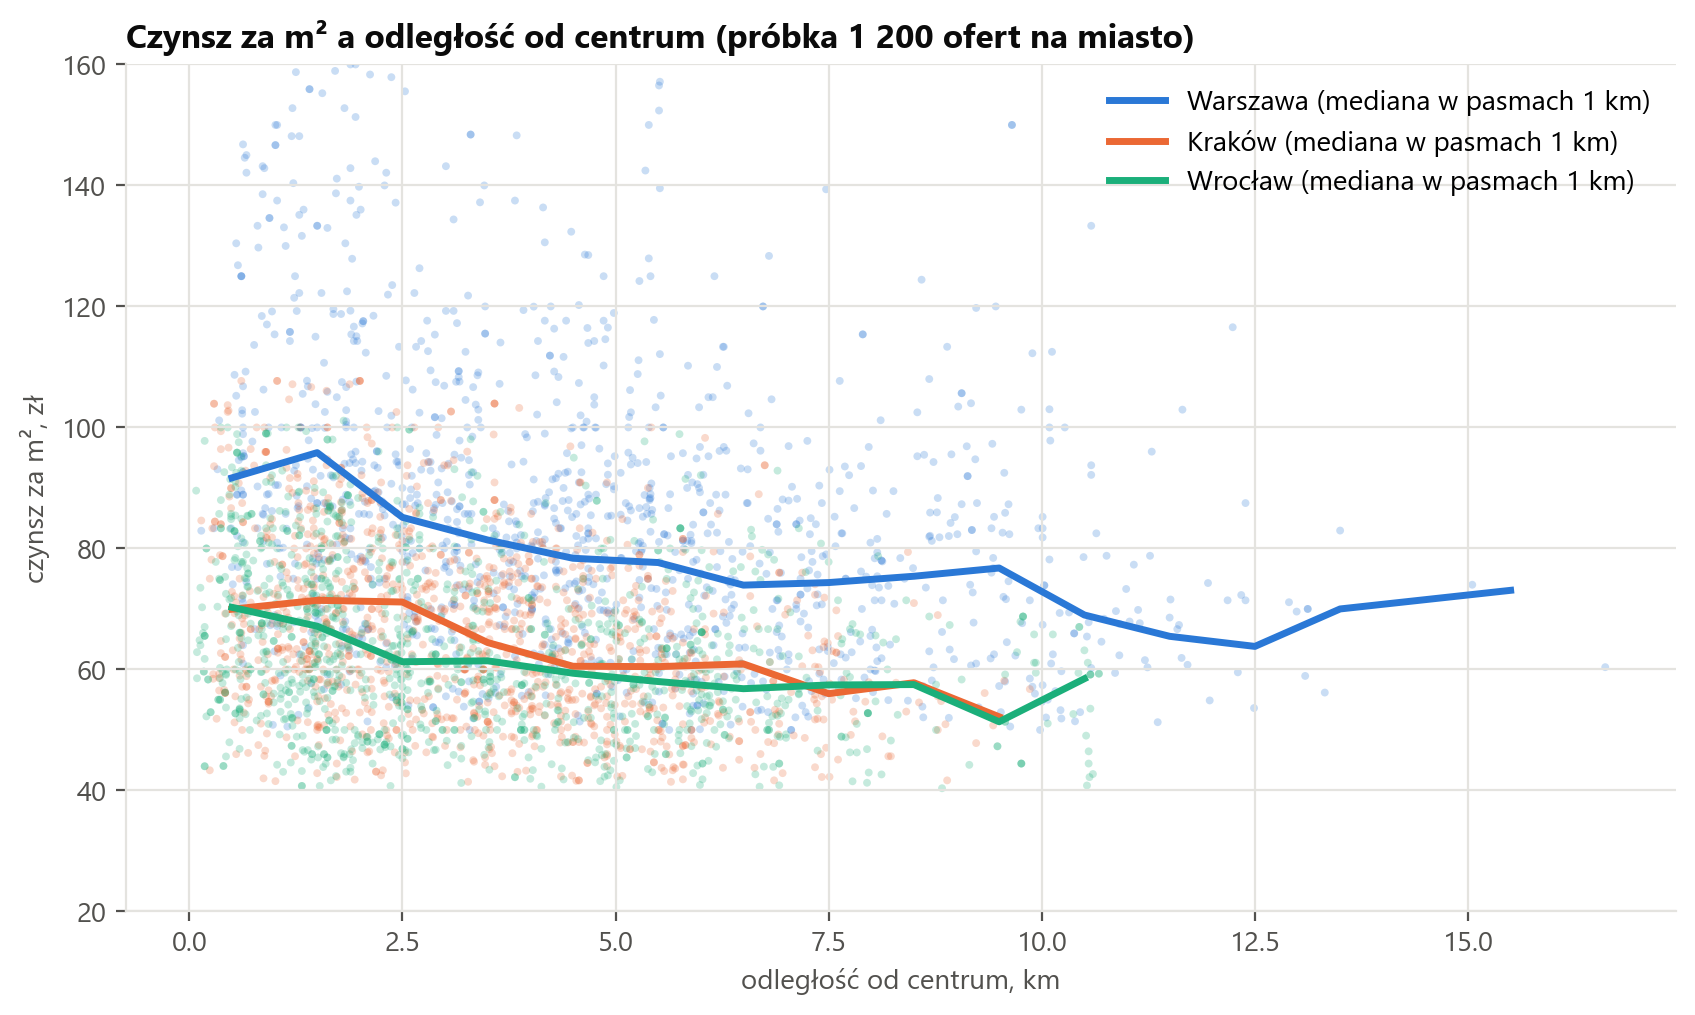 Czynsz za m² a odległość od centrum (próbka 1 200 ofert na miasto)
160
140
120
100
80
60
40
20
czynsz za m², zł
Warszawa (mediana w pasmach 1 km)
Kraków (mediana w pasmach 1 km)
Wrocław (mediana w pasmach 1 km)
0.0 2.5 5.0 7.5 10.0 12.5 15.0
odległość od centrum, km